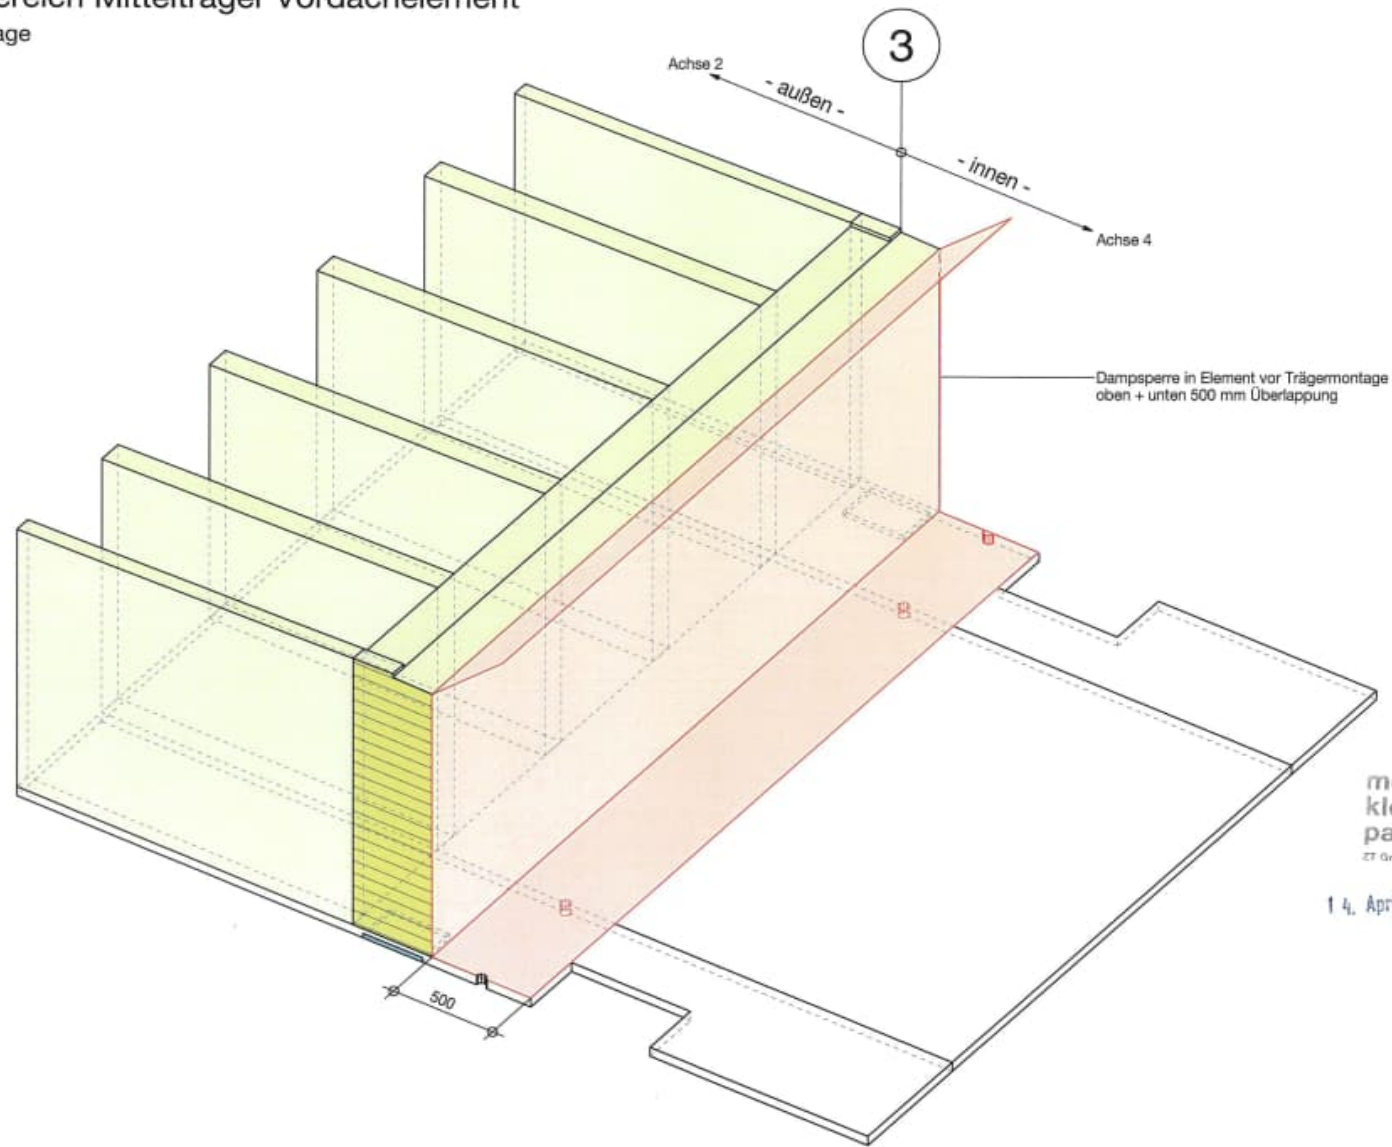 Mittelträger Vordachelement
3
Achse 2
- außen -
- innen -
Achse 4
Dampsperre in Element vor Trägermontage
oben + unten 500 mm Überlappung
14. Apr
500